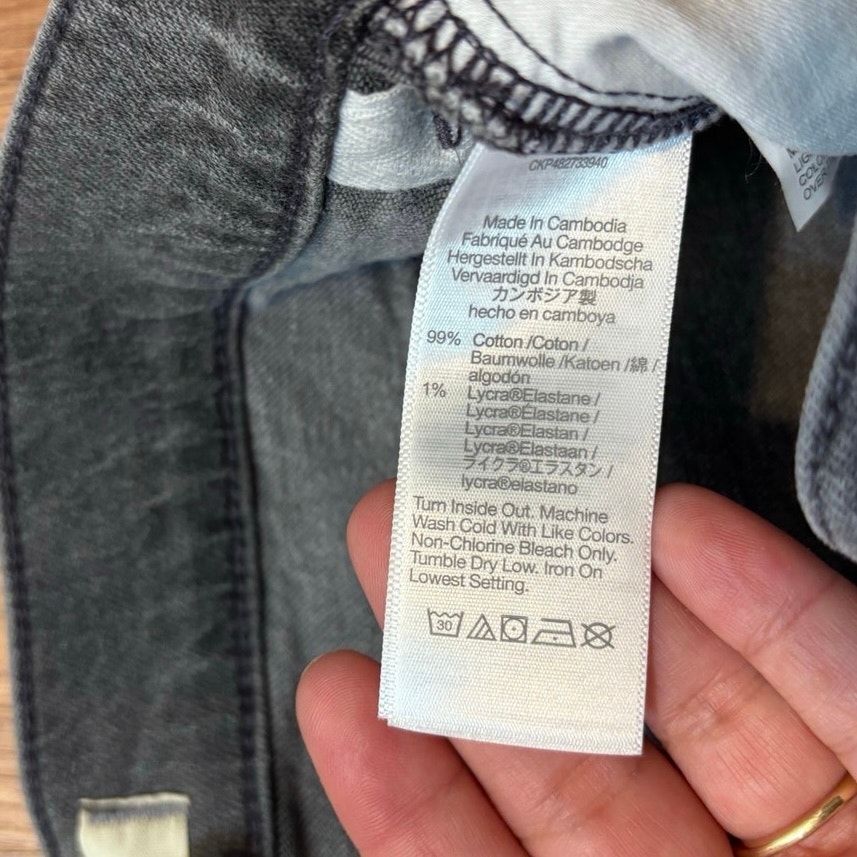 CKP482733940
Made In Cambodia
Fabriqué Au Cambodge
Hergestellt In Kambodscha
Vervaardigd In Cambodja
カンボジア製
hecho en camboya
99% Cotton /Coton /
Baumwolle /Katoen /綿 /
algodón
1% Lycra®Elastane /
Lycra®Élastane /
Lycra®Elastan /
Lycra®Elastaan /
ライクラ®エラスタン /
lycra®elastano
Turn Inside Out. Machine
Wash Cold With Like Colors.
Non-Chlorine Bleach Only.
Tumble Dry Low. Iron On
Lowest Setting.
30
OVER